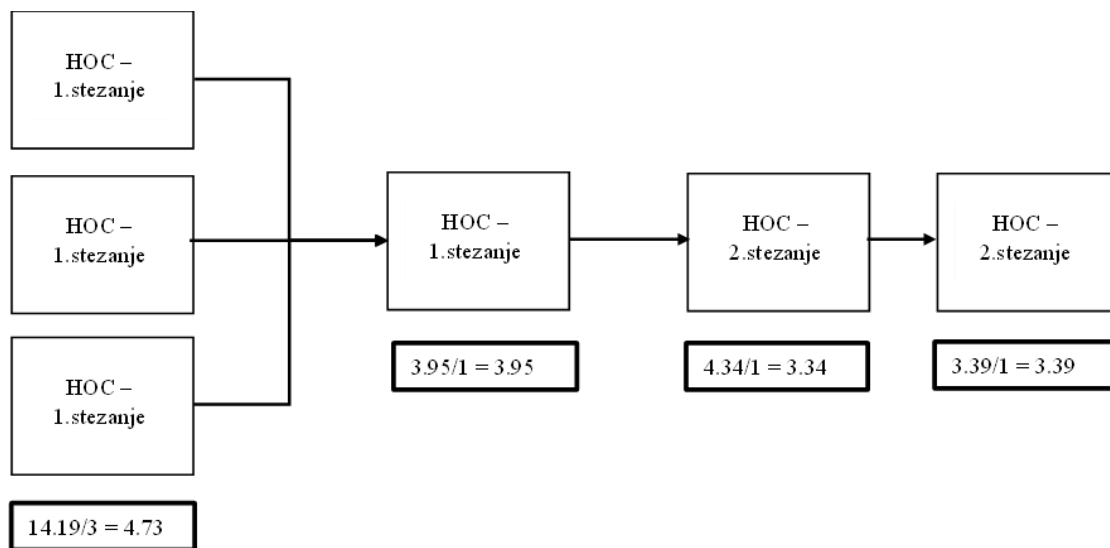 HOC –
1.stezanje
HOC –
1.stezanje
HOC –
1.stezanje
14.19/3 = 4.73
HOC –
1.stezanje
3.95/1 = 3.95
HOC –
2.stezanje
4.34/1 = 3.34
HOC –
2.stezanje
3.39/1 = 3.39